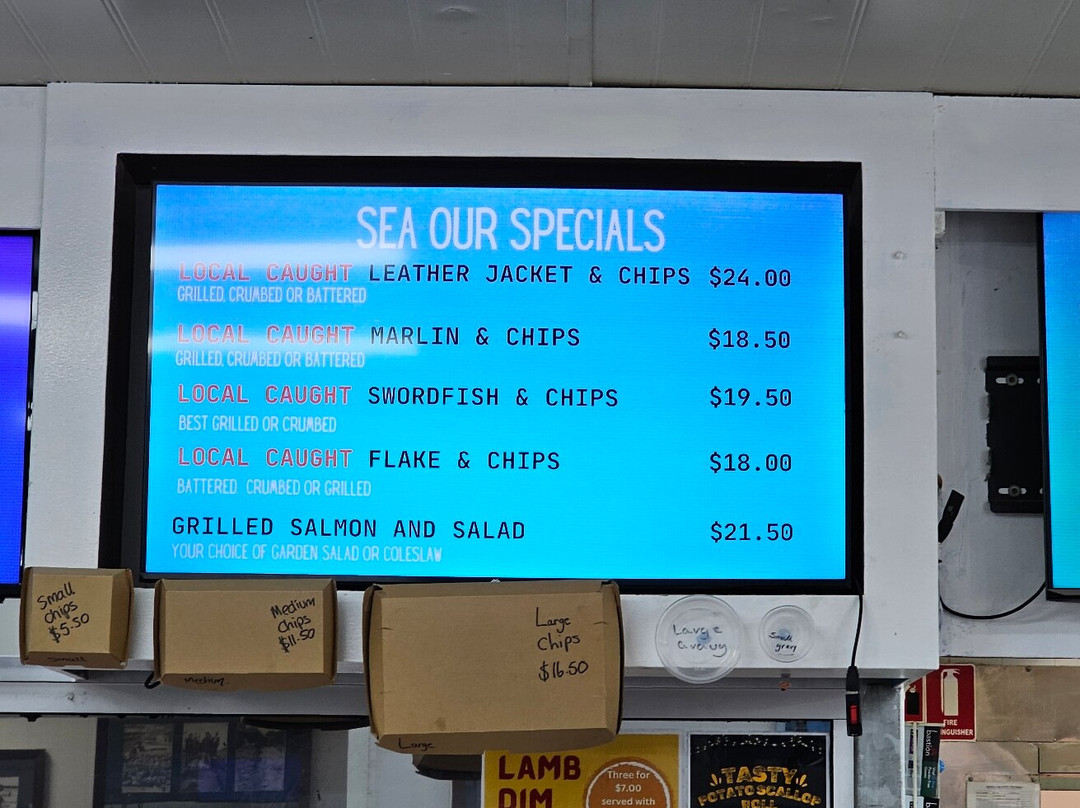 SEA OUR SPECIALS
LOCAL CAUGHT LEATHER JACKET & CHIPS $24.00
GRILLED, CRUMBED OR BATTERED
LOCAL CAUGHT MARLIN & CHIPS $18.50
GRILLED, CRUMBED OR BATTERED
LOCAL CAUGHT SWORDFISH & CHIPS $19.50
BEST GRILLED OR CRUMBED
LOCAL CAUGHT FLAKE & CHIPS $18.00
BATTERED CRUMBED OR GRILLED
GRILLED SALMON AND SALAD $21.50
YOUR CHOICE OF GARDEN SALAD OR COLESLAW
Small
Chips
$5.50
Small
Medium
Chips
$11.50
Medium.
Large
Chips
$16.50
Large
Large
Gravy
Small
FIRE
LAMB
DIM
Three for
$7.00
served with
TASTY
POTATO SCALLOP
ROLL
bastion